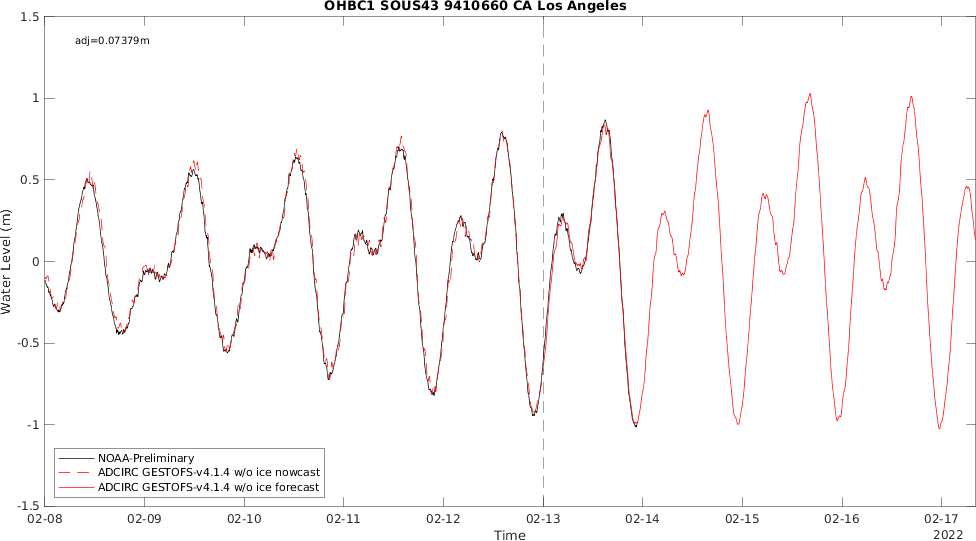 OHBC1 SOUS43 9410660 CA Los Angeles
adj=0.07379m
1.5
1
0.5
0
-0.5
-1
-1.5
Water Level (m)
NOAA-Preliminary
ADCIRC GESTOFS-v4.1.4 w/o ice nowcast
ADCIRC GESTOFS-v4.1.4 w/o ice forecast
02-08 02-09 02-10 02-11 02-12 02-13 02-14 02-15 02-16 02-17
Time
2022